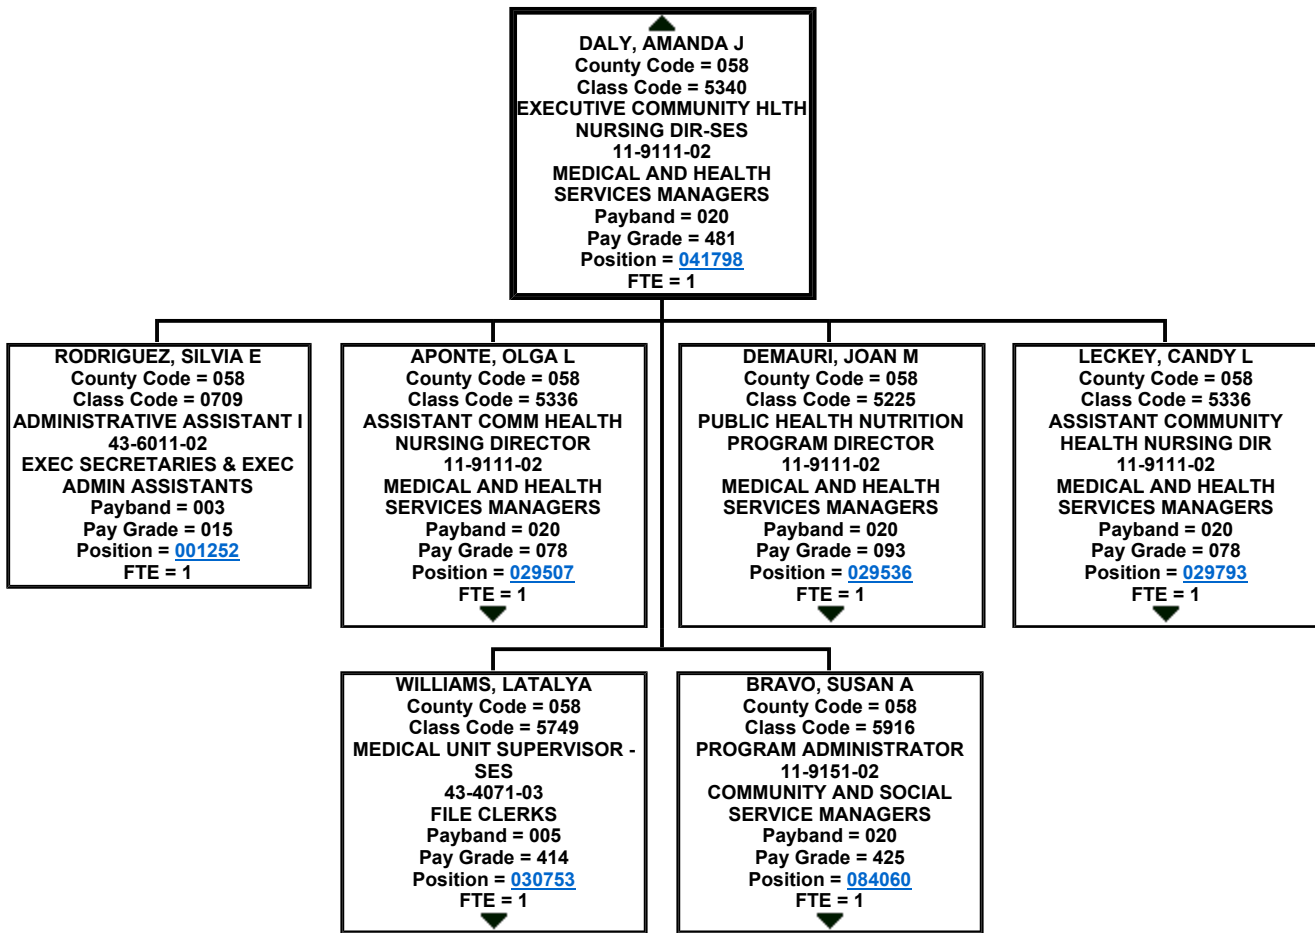 DALY, AMANDA J
County Code = 058
Class Code = 5340
EXECUTIVE COMMUNITY HLTH
NURSING DIR-SES
11-9111-02
MEDICAL AND HEALTH
SERVICES MANAGERS
Payband = 020
Pay Grade = 481
Position = 041798
FTE = 1
RODRIGUEZ, SILVIA E
County Code = 058
Class Code = 0709
ADMINISTRATIVE ASSISTANT I
43-6011-02
EXEC SECRETARIES & EXEC
ADMIN ASSISTANTS
Payband = 003
Pay Grade = 015
Position = 001252
FTE = 1
APONTE, OLGA L
County Code = 058
Class Code = 5336
ASSISTANT COMM HEALTH
NURSING DIRECTOR
11-9111-02
MEDICAL AND HEALTH
SERVICES MANAGERS
Payband = 020
Pay Grade = 078
Position = 029507
FTE = 1
DEMAURI, JOAN M
County Code = 058
Class Code = 5225
PUBLIC HEALTH NUTRITION
PROGRAM DIRECTOR
11-9111-02
MEDICAL AND HEALTH
SERVICES MANAGERS
Payband = 020
Pay Grade = 093
Position = 029536
FTE = 1
LECKEY, CANDY L
County Code = 058
Class Code = 5336
ASSISTANT COMMUNITY
HEALTH NURSING DIR
11-9111-02
MEDICAL AND HEALTH
SERVICES MANAGERS
Payband = 020
Pay Grade = 078
Position = 029793
FTE = 1
WILLIAMS, LATALYA
County Code = 058
Class Code = 5749
MEDICAL UNIT SUPERVISOR -
SES
43-4071-03
FILE CLERKS
Payband = 005
Pay Grade = 414
Position = 030753
FTE = 1
BRAVO, SUSAN A
County Code = 058
Class Code = 5916
PROGRAM ADMINISTRATOR
11-9151-02
COMMUNITY AND SOCIAL
SERVICE MANAGERS
Payband = 020
Pay Grade = 425
Position = 084060
FTE = 1